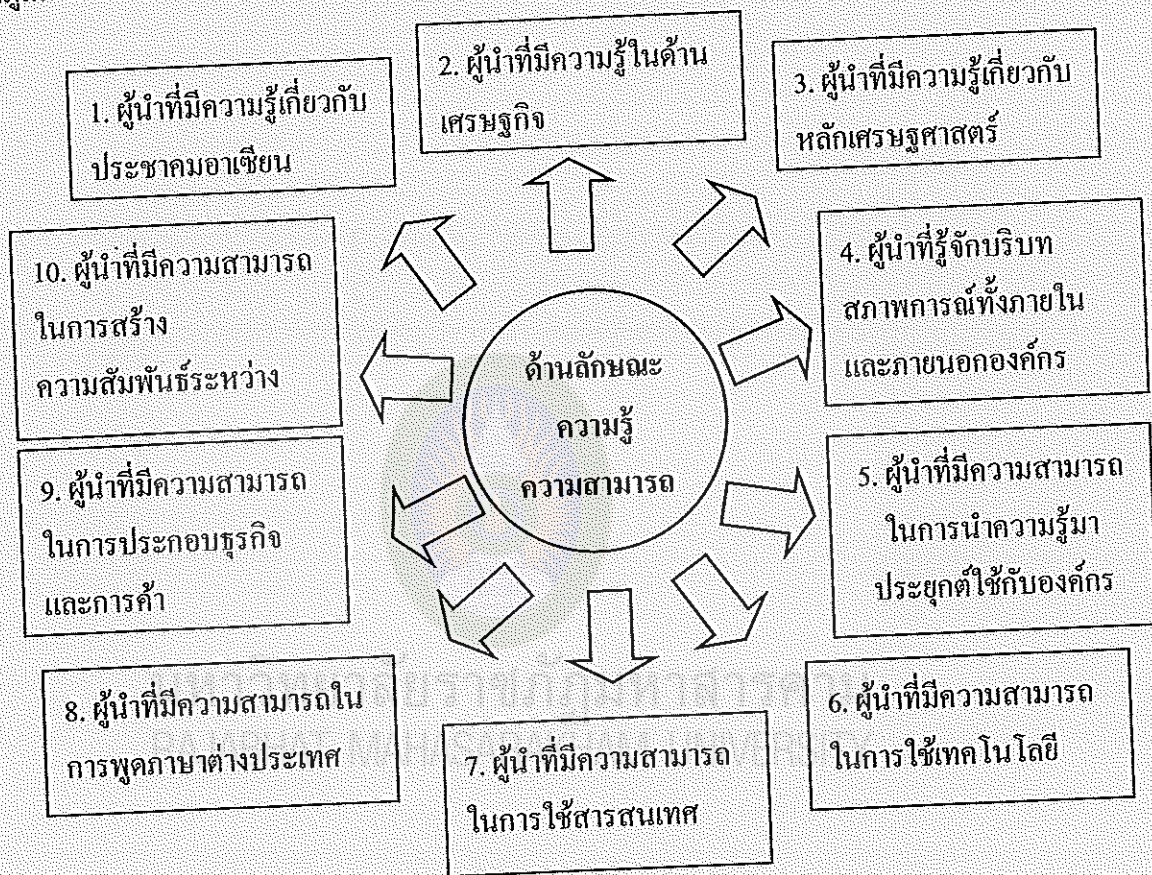 1. ผู้นำที่มีความรู้เกี่ยวกับ
ประชาคมอาเซียน
2. ผู้นำที่มีความรู้ในด้าน
เศรษฐกิจ
3. ผู้นำที่มีความรู้เกี่ยวกับ
หลักเศรษฐศาสตร์
4. ผู้นำที่รู้จักบริบท
สภาพการณ์ทั้งภายใน
และภายนอกองค์กร
5. ผู้นำที่มีความสามารถ
ในการนำความรู้มา
ประยุกต์ใช้กับองค์กร
6. ผู้นำที่มีความสามารถ
ในการใช้เทคโนโลยี
7. ผู้นำที่มีความสามารถ
ในการใช้สารสนเทศ
8. ผู้นำที่มีความสามารถใน
การพูดภาษาต่างประเทศ
9. ผู้นำที่มีความสามารถ
ในการประกอบธุรกิจ
และการค้า
10. ผู้นำที่มีความสามารถ
ในการสร้าง
ความสัมพันธ์ระหว่าง
ด้านลักษณะ
ความรู้
ความสามารถ